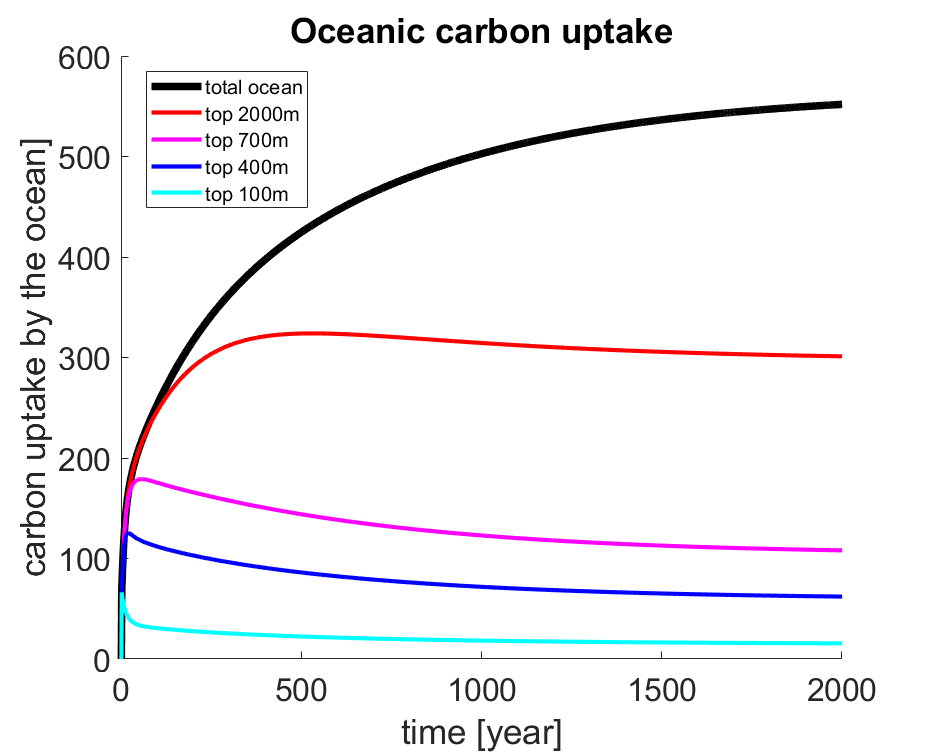 Oceanic carbon uptake
600
500
400
300
200
100
0
carbon uptake by the ocean]
total ocean
top 2000m
top 700m
top 400m
top 100m
0 500 1000 1500 2000
time [year]